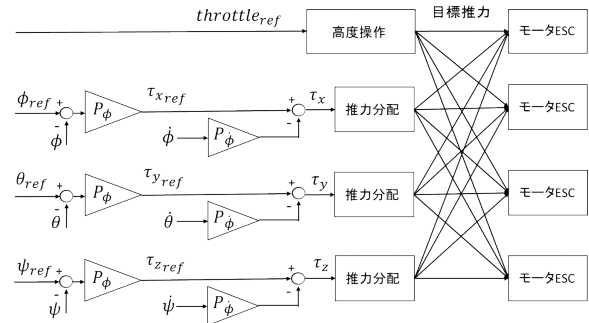 throttle_ref
高度操作
目標推力
モータESC
ϕ_ref + - ϕ
P_ϕ
τ_x_ref
ϕ̇
P_ϕ̇
+ -
τ_x
推力分配
モータESC
θ_ref + - θ
P_ϕ
τ_y_ref
θ̇
P_ϕ̇
+ -
τ_y
推力分配
モータESC
ψ_ref + - ψ
P_ϕ
τ_z_ref
ψ̇
P_ϕ̇
+ -
τ_z
推力分配
モータESC